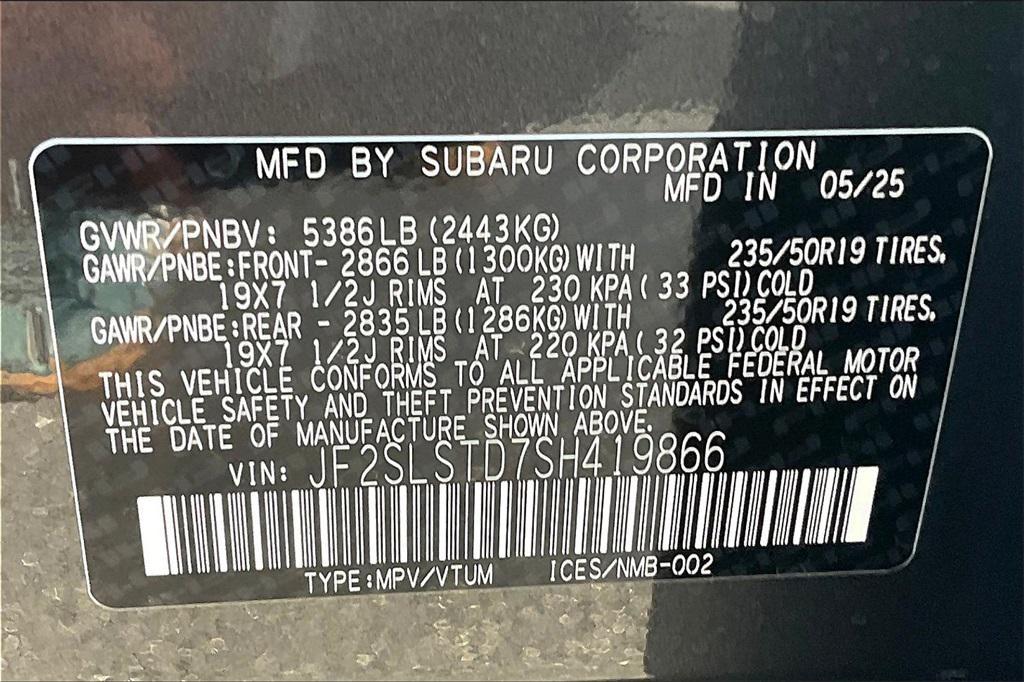 MFD BY SUBARU CORPORATION
MFD IN 05/25
GVWR/PNBV: 5386LB (2443KG)
GAWR/PNBE:FRONT- 2866 LB (1300KG) WITH 235/50R19 TIRES.
19X7 1/2J RIMS AT 230 KPA ( 33 PSI) COLD
GAWR/PNBE:REAR - 2835 LB (1286KG) WITH 235/50R19 TIRES.
19X7 1/2J RIMS AT 220 KPA ( 32 PSI) COLD
THIS VEHICLE CONFORMS TO ALL APPLICABLE FEDERAL MOTOR
VEHICLE SAFETY AND THEFT PREVENTION STANDARDS IN EFFECT ON
THE DATE OF MANUFACTURE SHOWN ABOVE.
VIN: JF2SLSTD7SH419866
TYPE:MPV/VTUM ICES/NMB-002